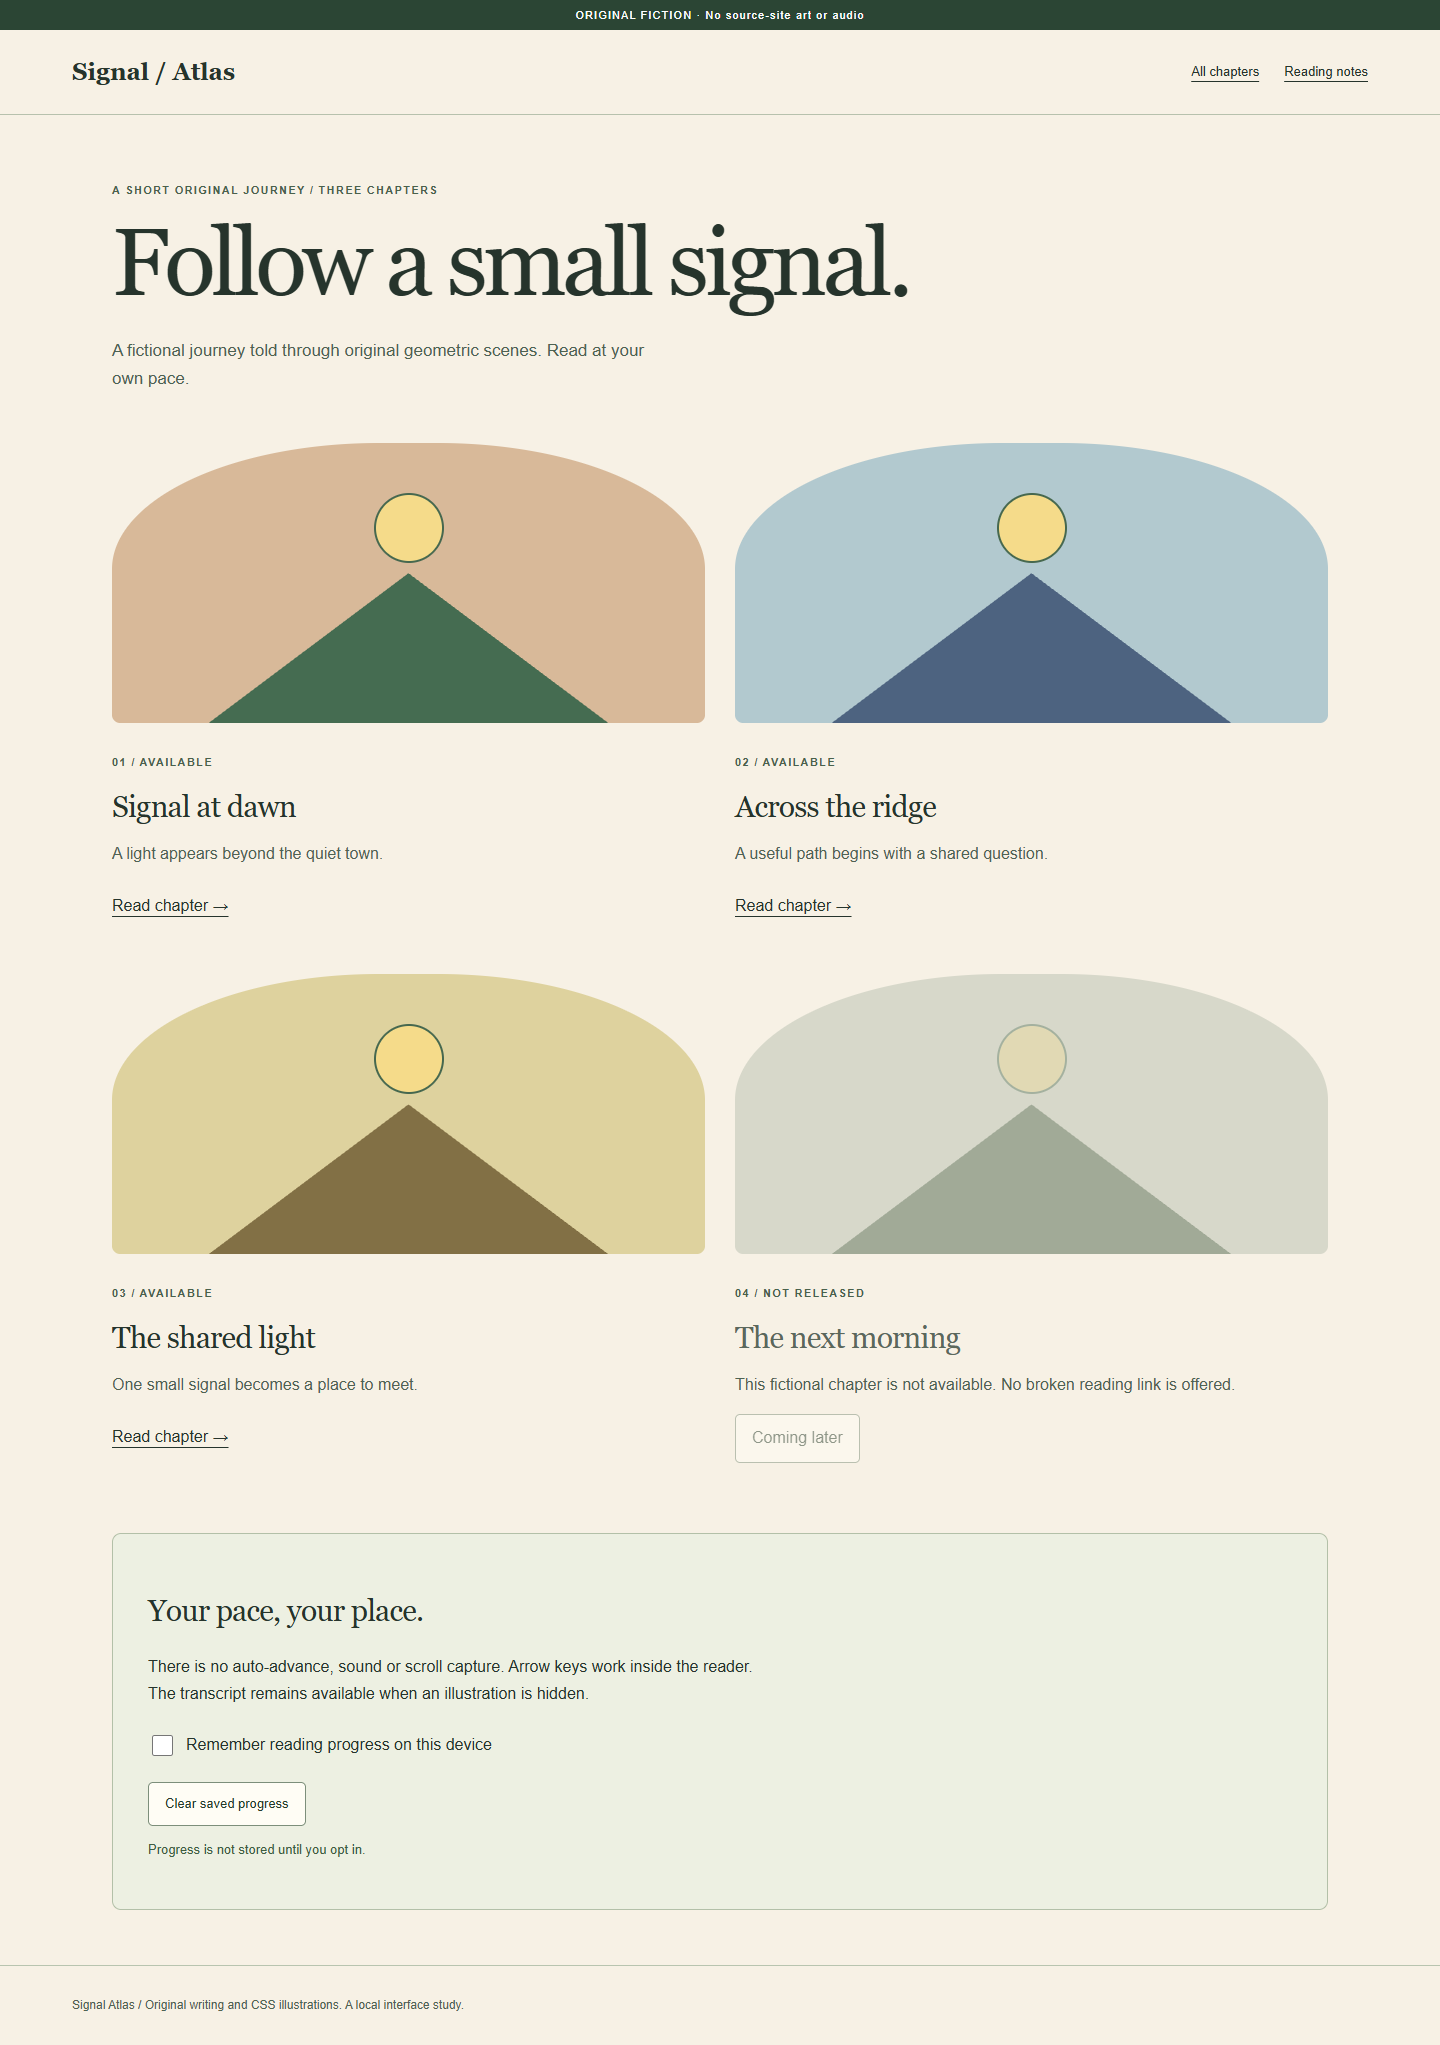 ORIGINAL FICTION · No source-site art or audio
Signal / Atlas
All chapters
Reading notes
A SHORT ORIGINAL JOURNEY / THREE CHAPTERS
Follow a small signal.
A fictional journey told through original geometric scenes. Read at your
own pace.
01 / AVAILABLE
Signal at dawn
A light appears beyond the quiet town.
Read chapter →
02 / AVAILABLE
Across the ridge
A useful path begins with a shared question.
Read chapter →
03 / AVAILABLE
The shared light
One small signal becomes a place to meet.
Read chapter →
04 / NOT RELEASED
The next morning
This fictional chapter is not available. No broken reading link is offered.
Coming later
Your pace, your place.
There is no auto-advance, sound or scroll capture. Arrow keys work inside the reader.
The transcript remains available when an illustration is hidden.
Remember reading progress on this device
Clear saved progress
Progress is not stored until you opt in.
Signal Atlas / Original writing and CSS illustrations. A local interface study.